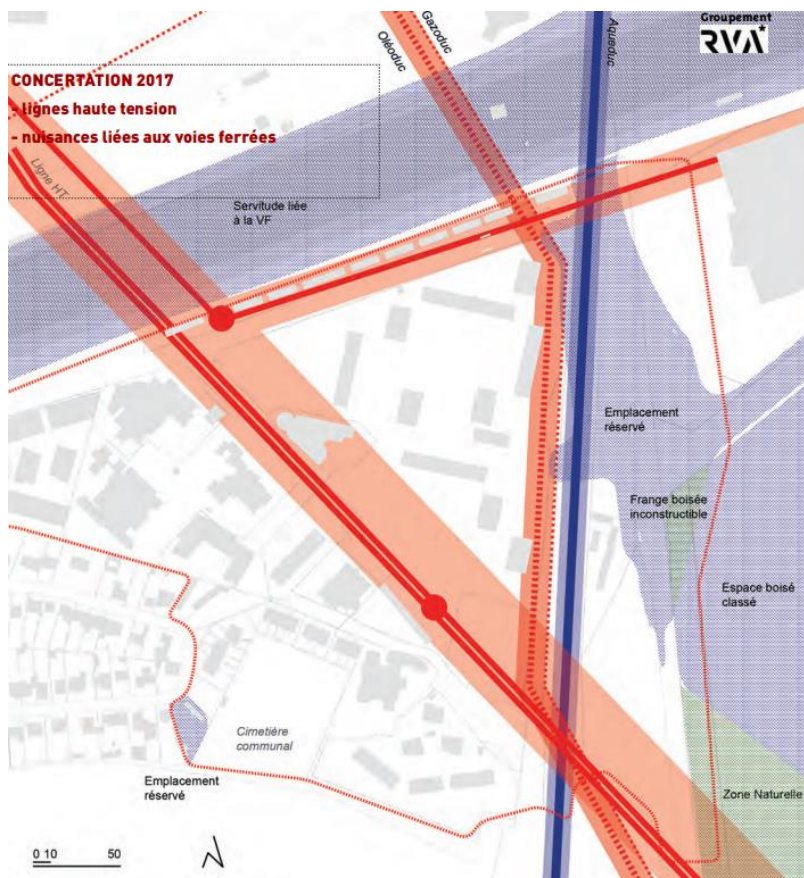 Groupement
RVA*
CONCERTATION 2017
- lignes haute tension
- nuisances liées aux voies ferrées
Oléoduc
Gazoduc
Aqueduc
Ligne HT
Servitude liée
à la VF
Emplacement
réservé
Frange boisée
inconstructible
Espace boisé
classé
Cimetière
communal
Emplacement
réservé
Zone Naturelle
0 10 50
N